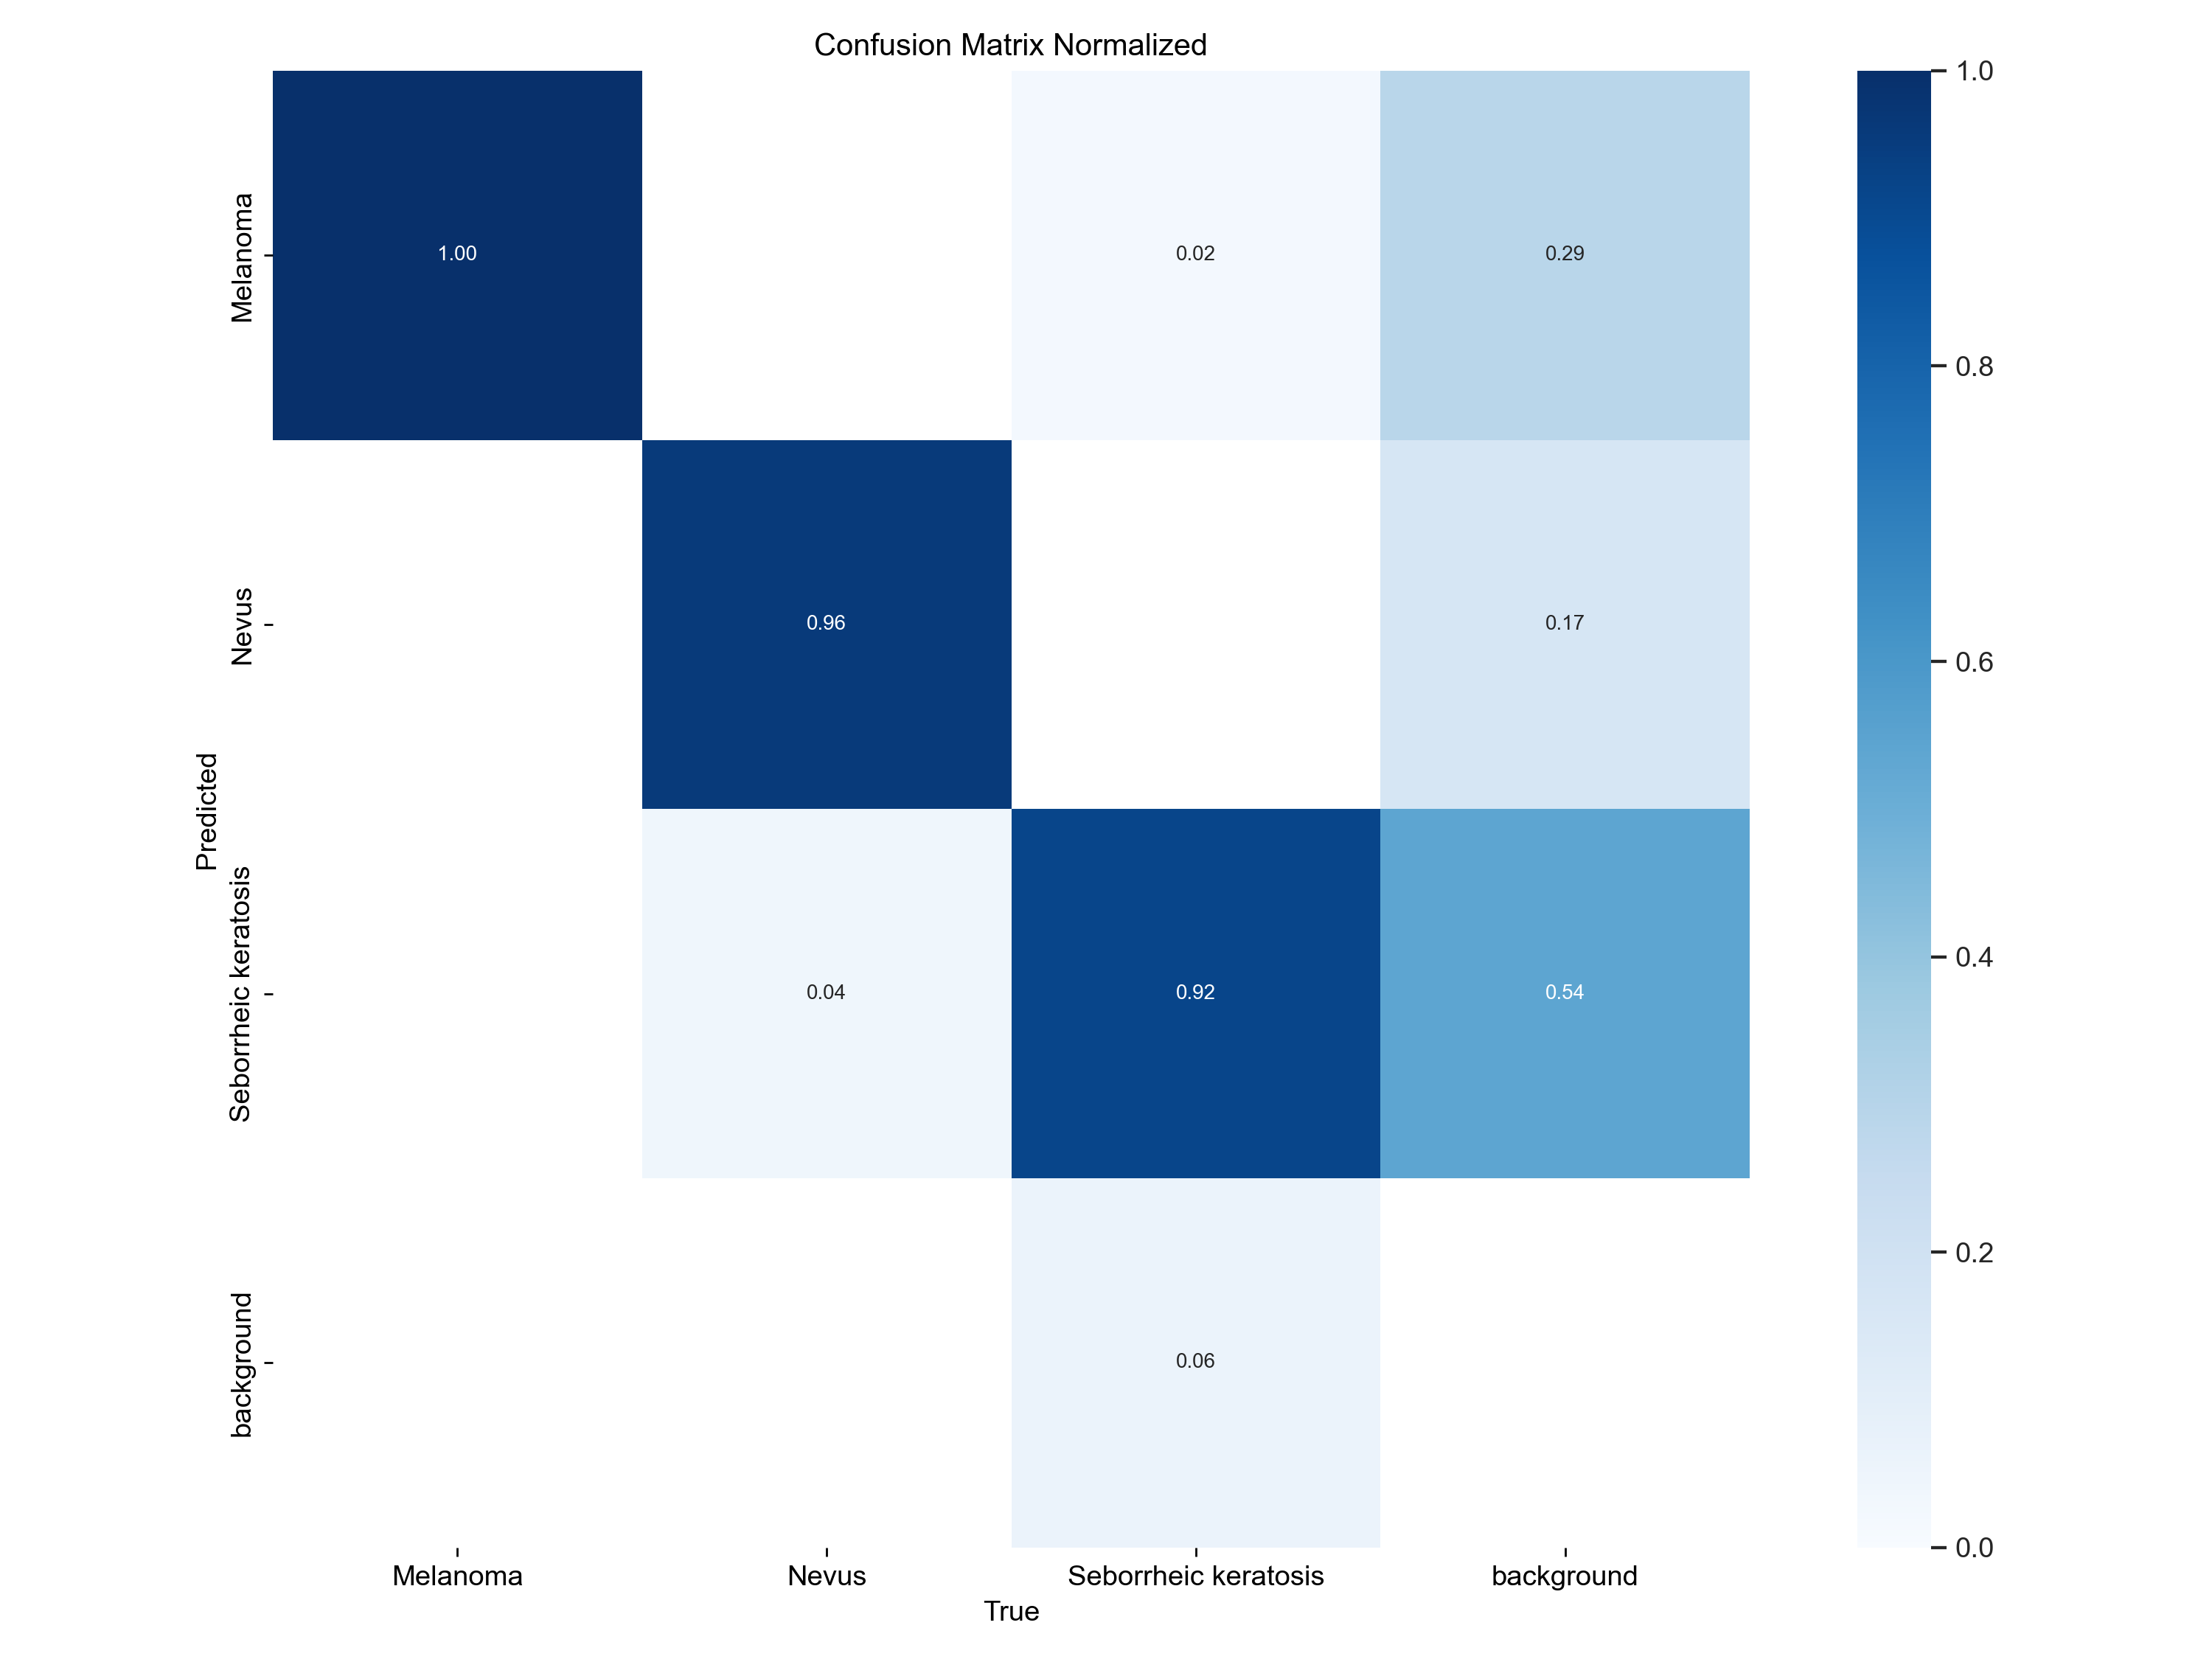 Confusion Matrix Normalized
1.0
Melanoma
1.00
0.02
0.29
0.8
Nevus
0.96
0.17
0.6
Predicted
Seborrheic keratosis
0.04
0.92
0.54
0.4
0.2
background
0.06
0.0
Melanoma
Nevus
Seborrheic keratosis
background
True